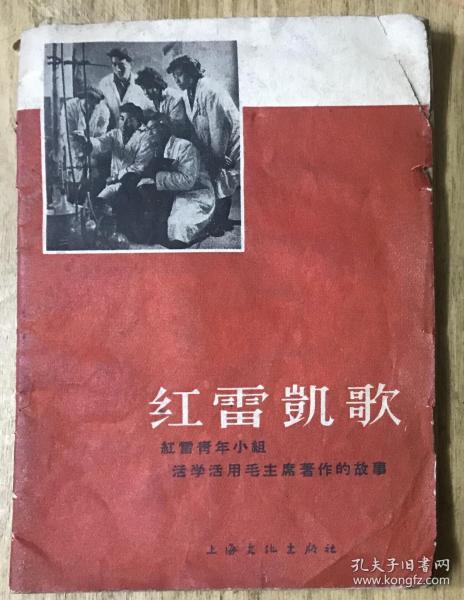 红雷凱歌
紅雷青年小組
活学活用毛主席著作的故事
上海文化出版社
孔夫子旧书网
www.kongfz.com